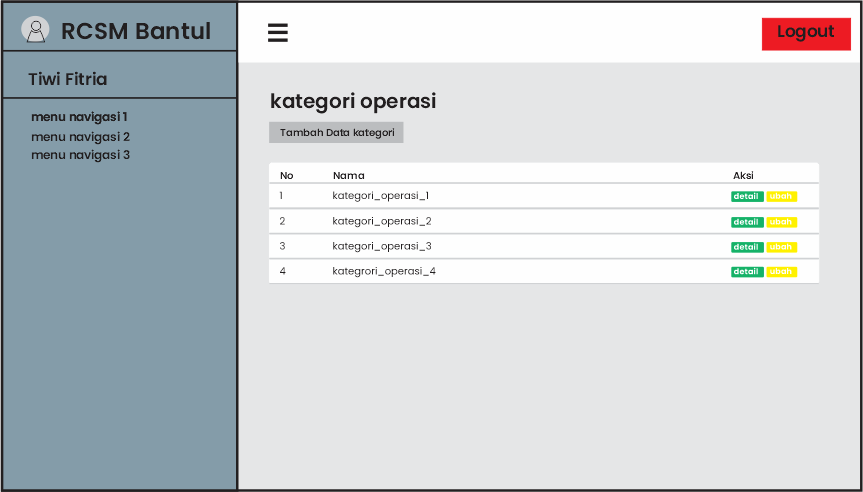 RCSM Bantul
Logout
Tiwi Fitria
menu navigasi 1
menu navigasi 2
menu navigasi 3
kategori operasi
Tambah Data kategori
No Nama Aksi
1 kategori_operasi_1 detail ubah
2 kategori_operasi_2 detail ubah
3 kategori_operasi_3 detail ubah
4 kategrori_operasi_4 detail ubah